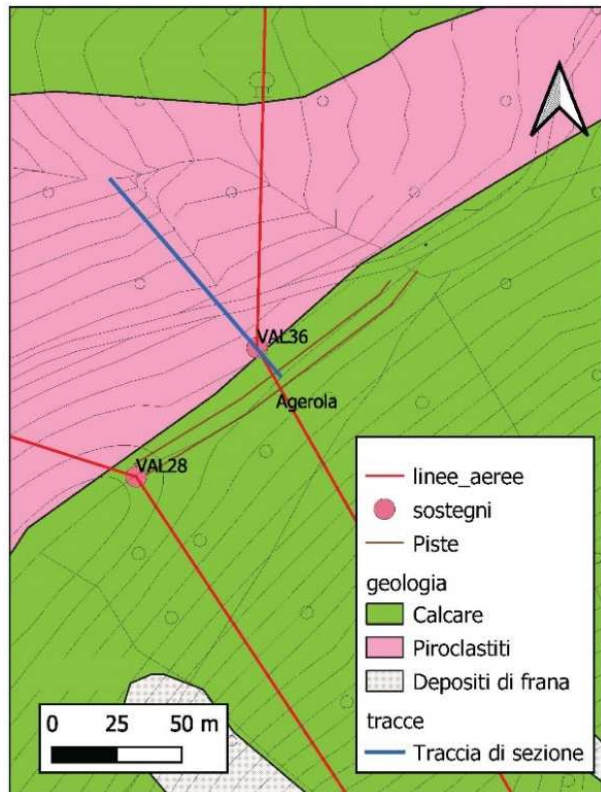 VAL36
Agerola
VAL28
linee_aeree
sostegni
Piste
geologia
Calcare
Piroclastiti
Depositi di frana
tracce
Traccia di sezione
0 25 50 m